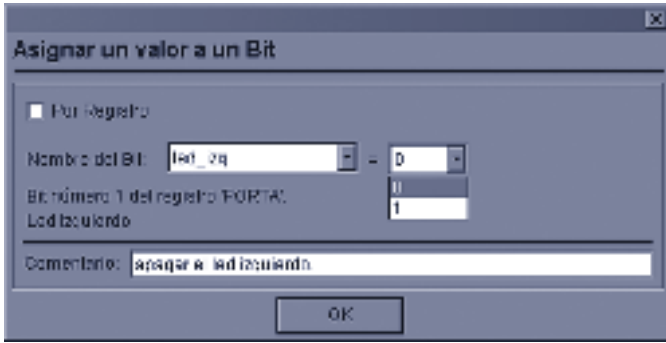 Asignar un valor a un Bit
Por Registro
Nombre del Bit: led_izq = 0
0
1
Bit número 1 del registro 'PORTA'.
Led Izquierdo
Comentario: apagar el led izquierdo
OK